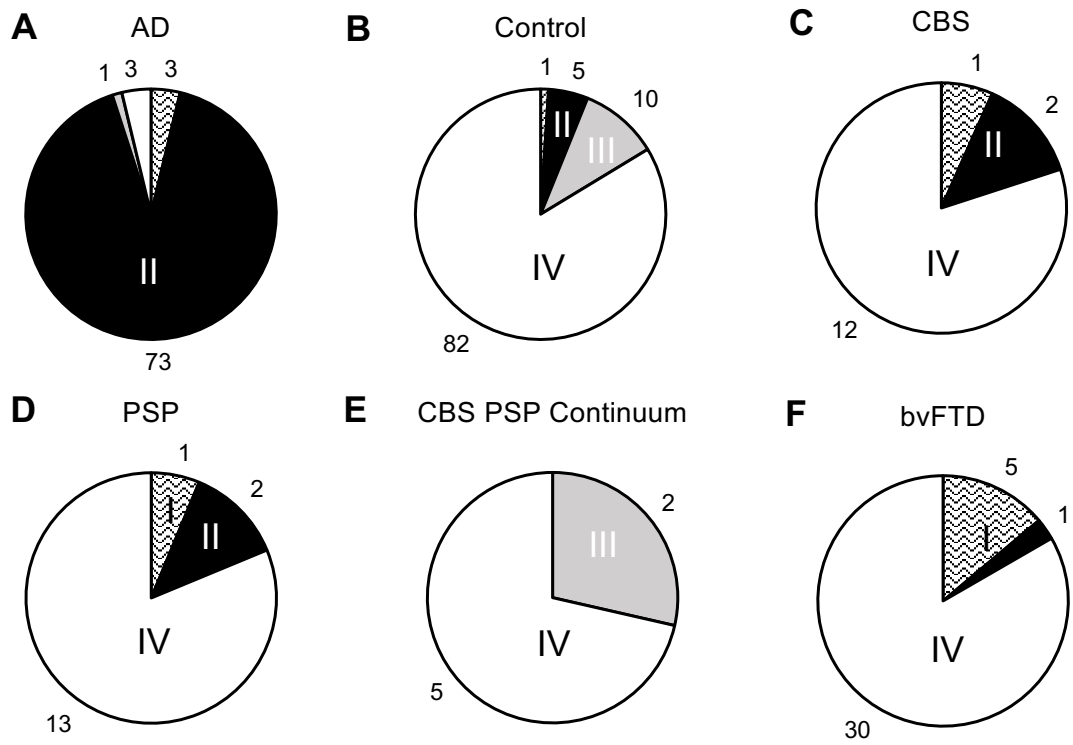 A AD
1 3 3
II
73
B Control
1 5 10
II
III
IV
82
C CBS
1
2
II
IV
12
D PSP
1
2
I
II
IV
13
E CBS PSP Continuum
2
III
IV
5
F bvFTD
5
1
I
IV
30